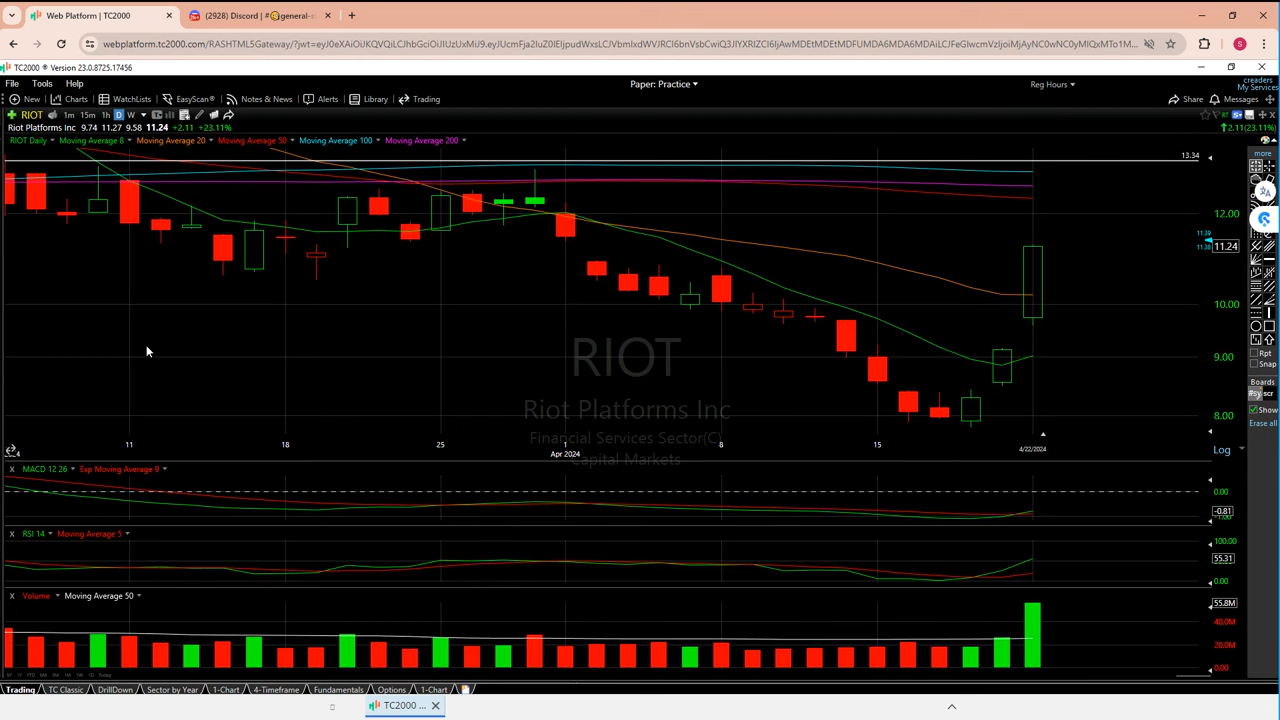 Web Platform | TC2000
(2928) Discord | #😋general-s
webplatform.tc2000.com/RASHTML5Gateway/
TC2000 ® Version 23.0.8725.17456
File Tools Help
Paper: Practice
Reg Hours
creaders
My Services
New Charts WatchLists EasyScan® Notes & News Alerts Library Trading
Share Messages
RIOT 1m 15m 1h D W
RT
Riot Platforms Inc 9.74 11.27 9.58 11.24 +2.11 +23.11%
2.11(23.11%)
RIOT Daily Moving Average 8 Moving Average 20 Moving Average 50 Moving Average 100 Moving Average 200
more
13.34
12.00
11.39
11.38
11.24
10.00
9.00
8.00
RIOT
Riot Platforms Inc
Financial Services Sector(C)
Capital Markets
11 18 25 1 8 15
Apr 2024
4/22/2024
Log
Rpt
Snap
Boards
#sy. scr
Show
Erase all
MACD 12 26 Exp Moving Average 9
0.00
-0.81
RSI 14 Moving Average 5
100.00
55.31
0.00
Volume Moving Average 50
55.8M
40.0M
20.0M
0.00
Trading TC Classic DrillDown Sector by Year 1-Chart 4-Timeframe Fundamentals Options 1-Chart
TC2000 ...